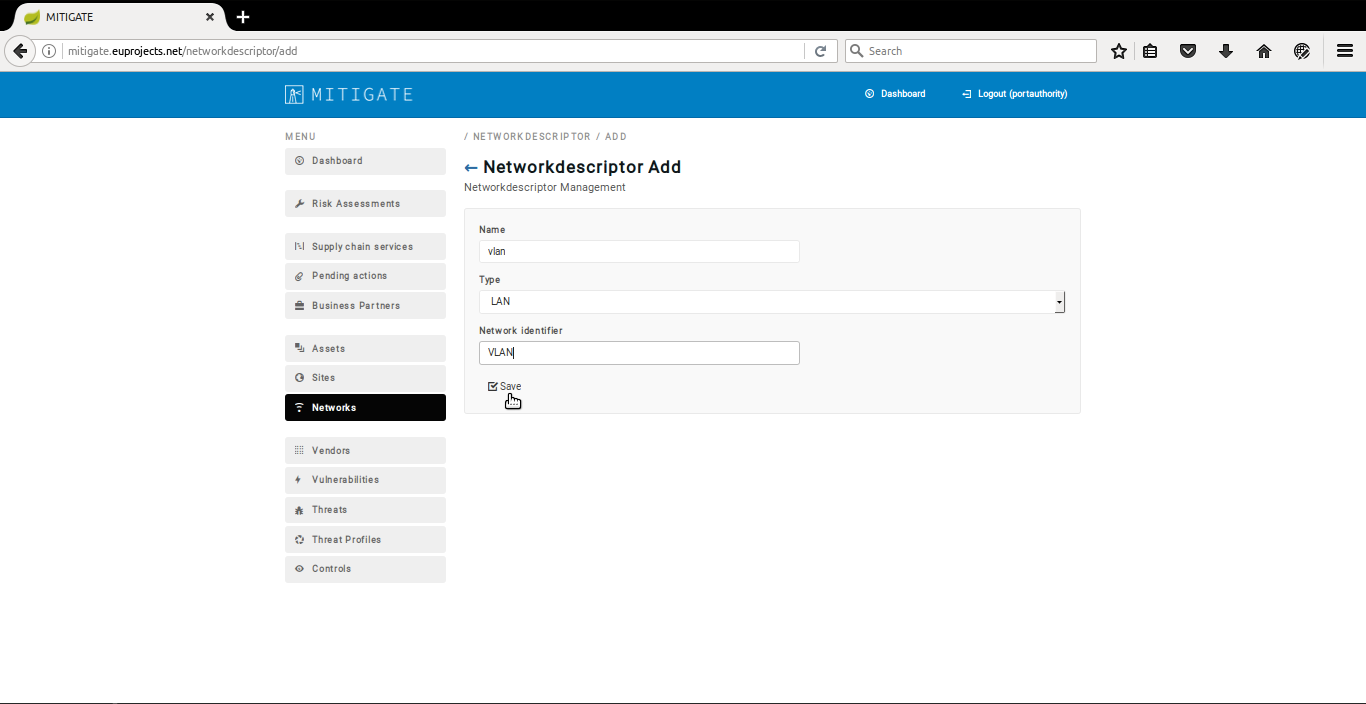 MITIGATE
mitigate.euprojects.net/networkdescriptor/add
Search
MITIGATE
Dashboard
Logout (portauthority)
MENU
Dashboard
Risk Assessments
Supply chain services
Pending actions
Business Partners
Assets
Sites
Networks
Vendors
Vulnerabilities
Threats
Threat Profiles
Controls
/ NETWORKDESCRIPTOR / ADD
← Networkdescriptor Add
Networkdescriptor Management
Name
vlan
Type
LAN
Network identifier
VLAN
Save